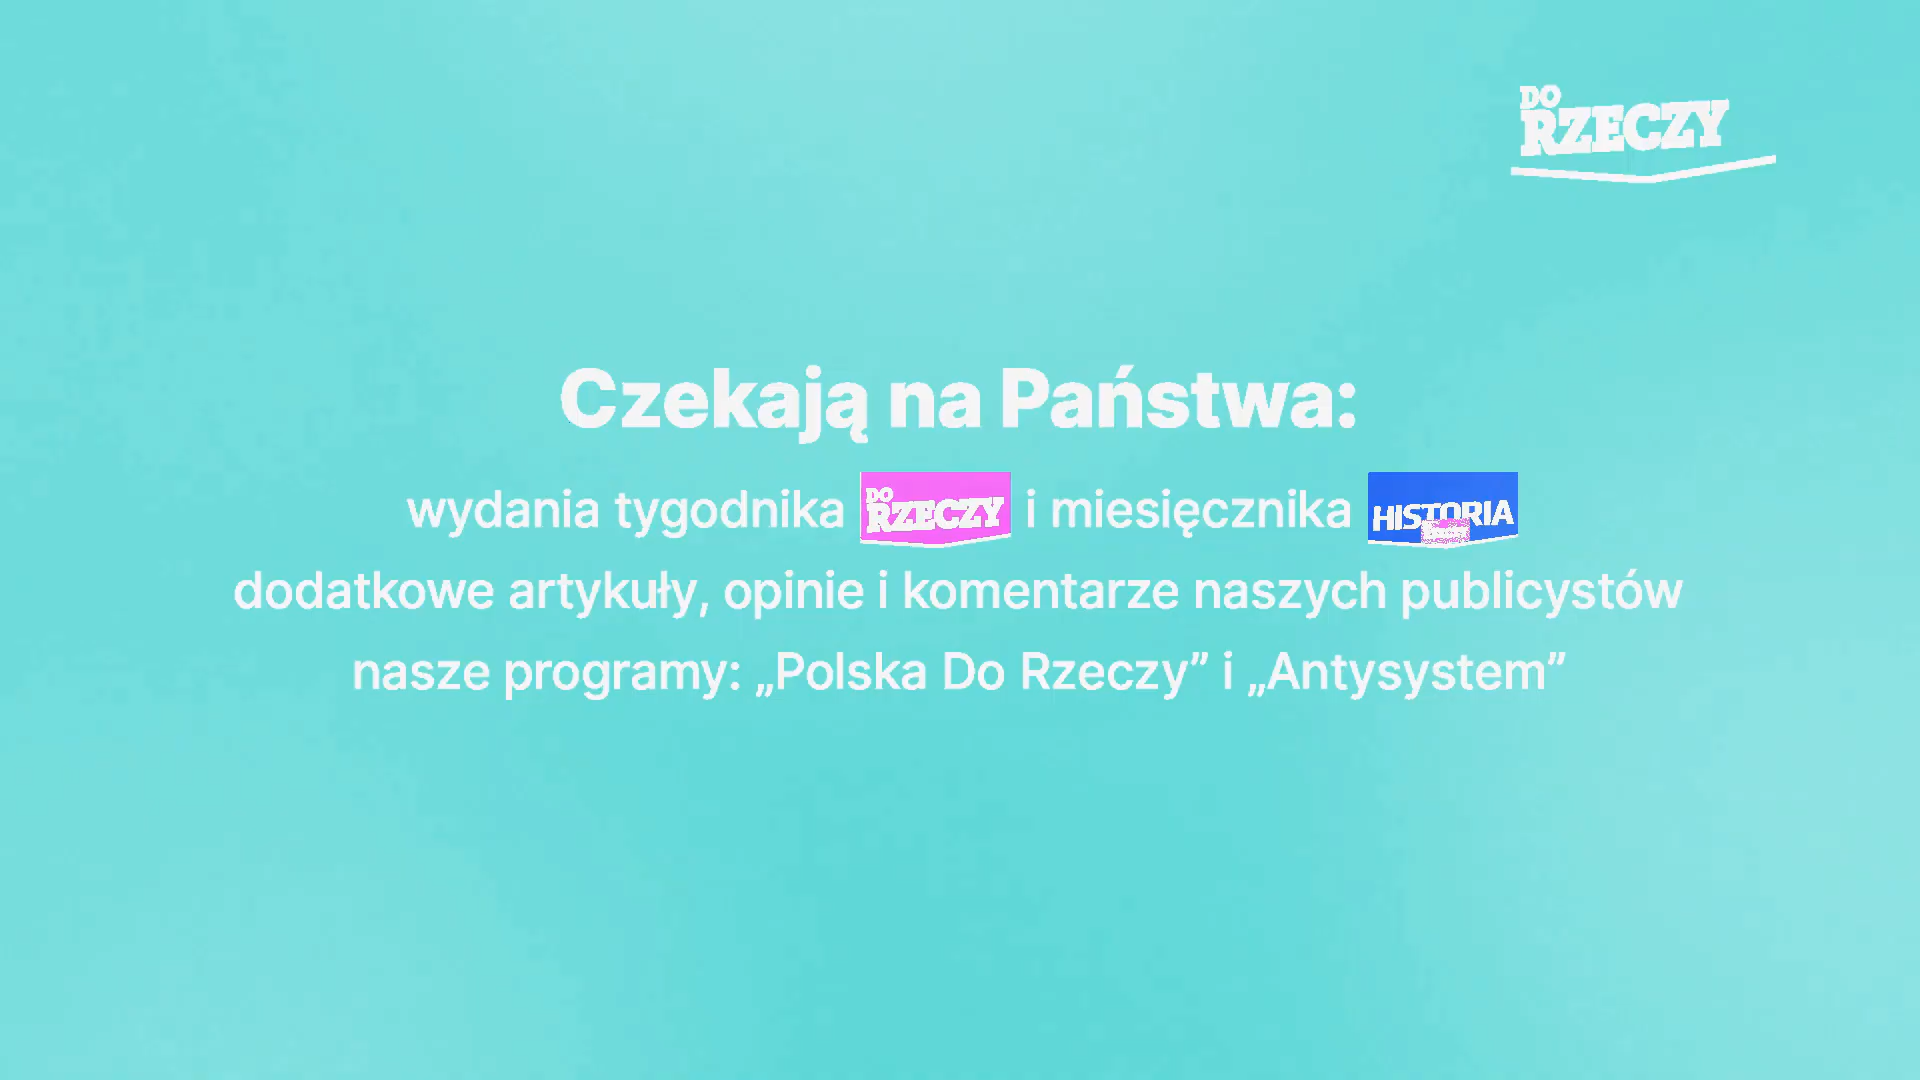 DO
RZECZY
Czekają na Państwa:
wydania tygodnika DO RZECZY i miesięcznika HISTORIA
dodatkowe artykuły, opinie i komentarze naszych publicystów
nasze programy: „Polska Do Rzeczy” i „Antysystem”